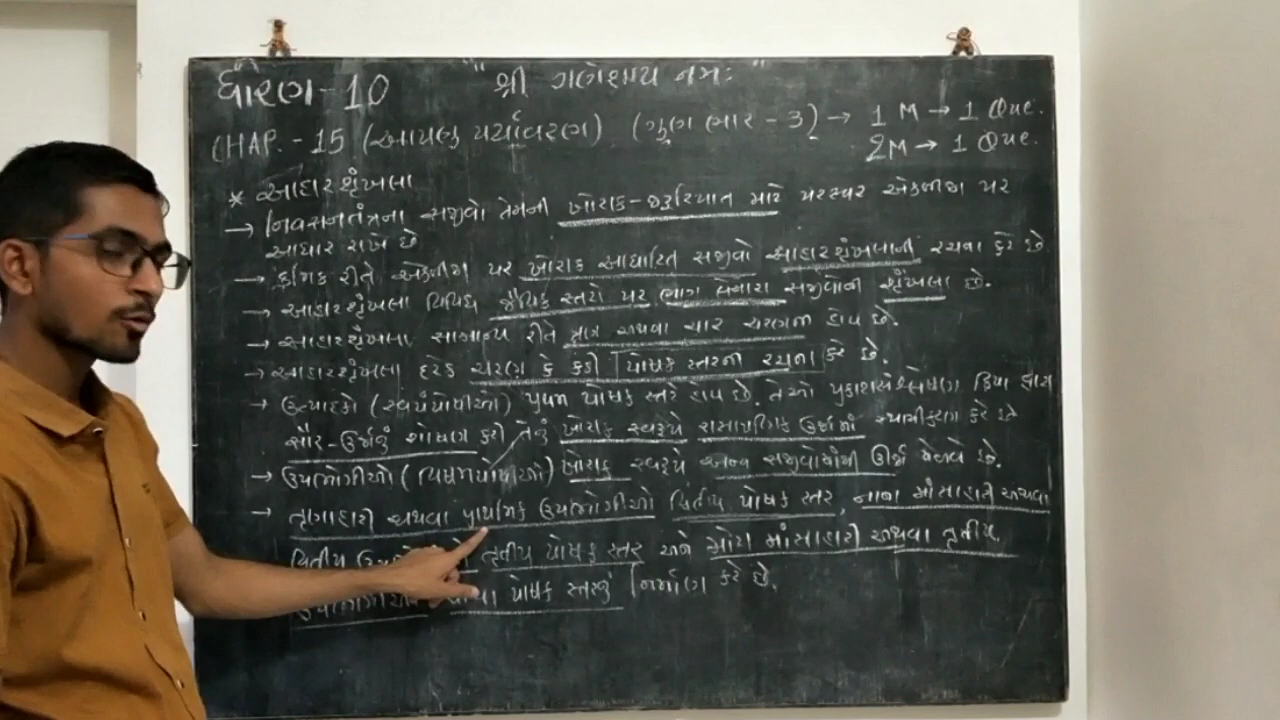 ધોરણ-10 "શ્રી ગણેશાય નમઃ"
CHAP.-15 (આપણુ પર્યાવરણ) (ગુણ ભાર - 3) → 1 M → 1 Que.
2M → 1 Que.
* આહારશૃંખલા
→ નિવસનતંત્રના સજીવો તેમની ખોરાક-જરૂરિયાત માટે પરસ્પર એકબીજા પર
આધાર રાખે છે
→ ક્રમિક રીતે એકબીજા પર ખોરાક આધારિત સજીવો આહારશૃંખલાની રચના કરે છે.
→ આહારશૃંખલા વિવિધ જૈવિક સ્તરો પર ભાગ લેનારા સજીવોની શૃંખલા છે.
→ આહારશૃંખલા સામાન્ય રીતે ત્રણ અથવા ચાર ચરણની હોય છે.
→ આહારશૃંખલા દરેક ચરણ કે કડી પોષક સ્તરની રચના કરે છે.
→ ઉત્પાદકો (સ્વયંપોષીઓ) પ્રથમ પોષક સ્તરે હોય છે. તેઓ પ્રકાશસંશ્લેષણ ક્રિયા દ્વારા
સૌર-ઉર્જાનું શોષણ કરી તેનું ખોરાક સ્વરૂપે રાસાયણિક ઉર્જામાં સ્થાપીકરણ કરે છે
→ ઉપભોગીઓ (વિષમપોષીઓ) ખોરાક સ્વરૂપે અન્ય સજીવોમાંથી ઊર્જા મેળવે છે.
→ તૃણાહારી અથવા પ્રાથમિક ઉપભોગીઓ દ્વિતીય પોષક સ્તર, નાના માંસાહારી અથવા
દ્વિતીય તૃતીય પોષક સ્તર અને મોટા માંસાહારી અથવા તૃતીય
ઉપભોગીઓ પોષક સ્તરનું નિર્માણ કરે છે.